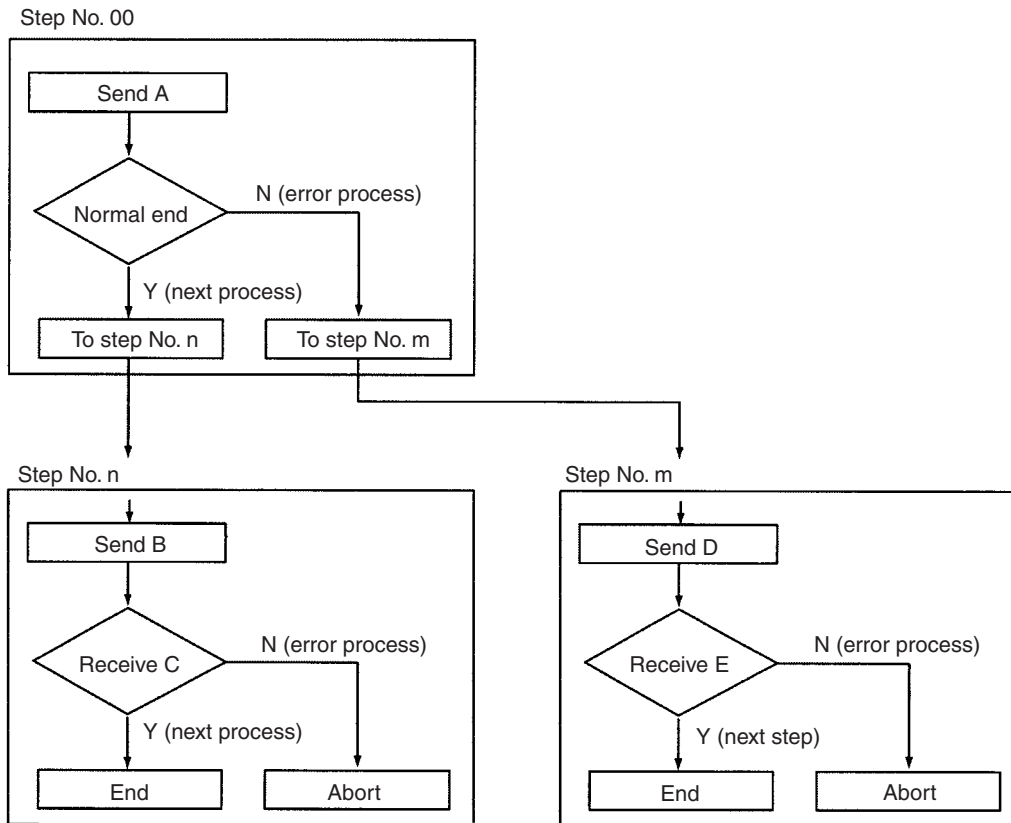 Step No. 00
Send A
Normal end
N (error process)
Y (next process)
To step No. n
To step No. m
Step No. n
Send B
Receive C
N (error process)
Y (next process)
End
Abort
Step No. m
Send D
Receive E
N (error process)
Y (next step)
End
Abort